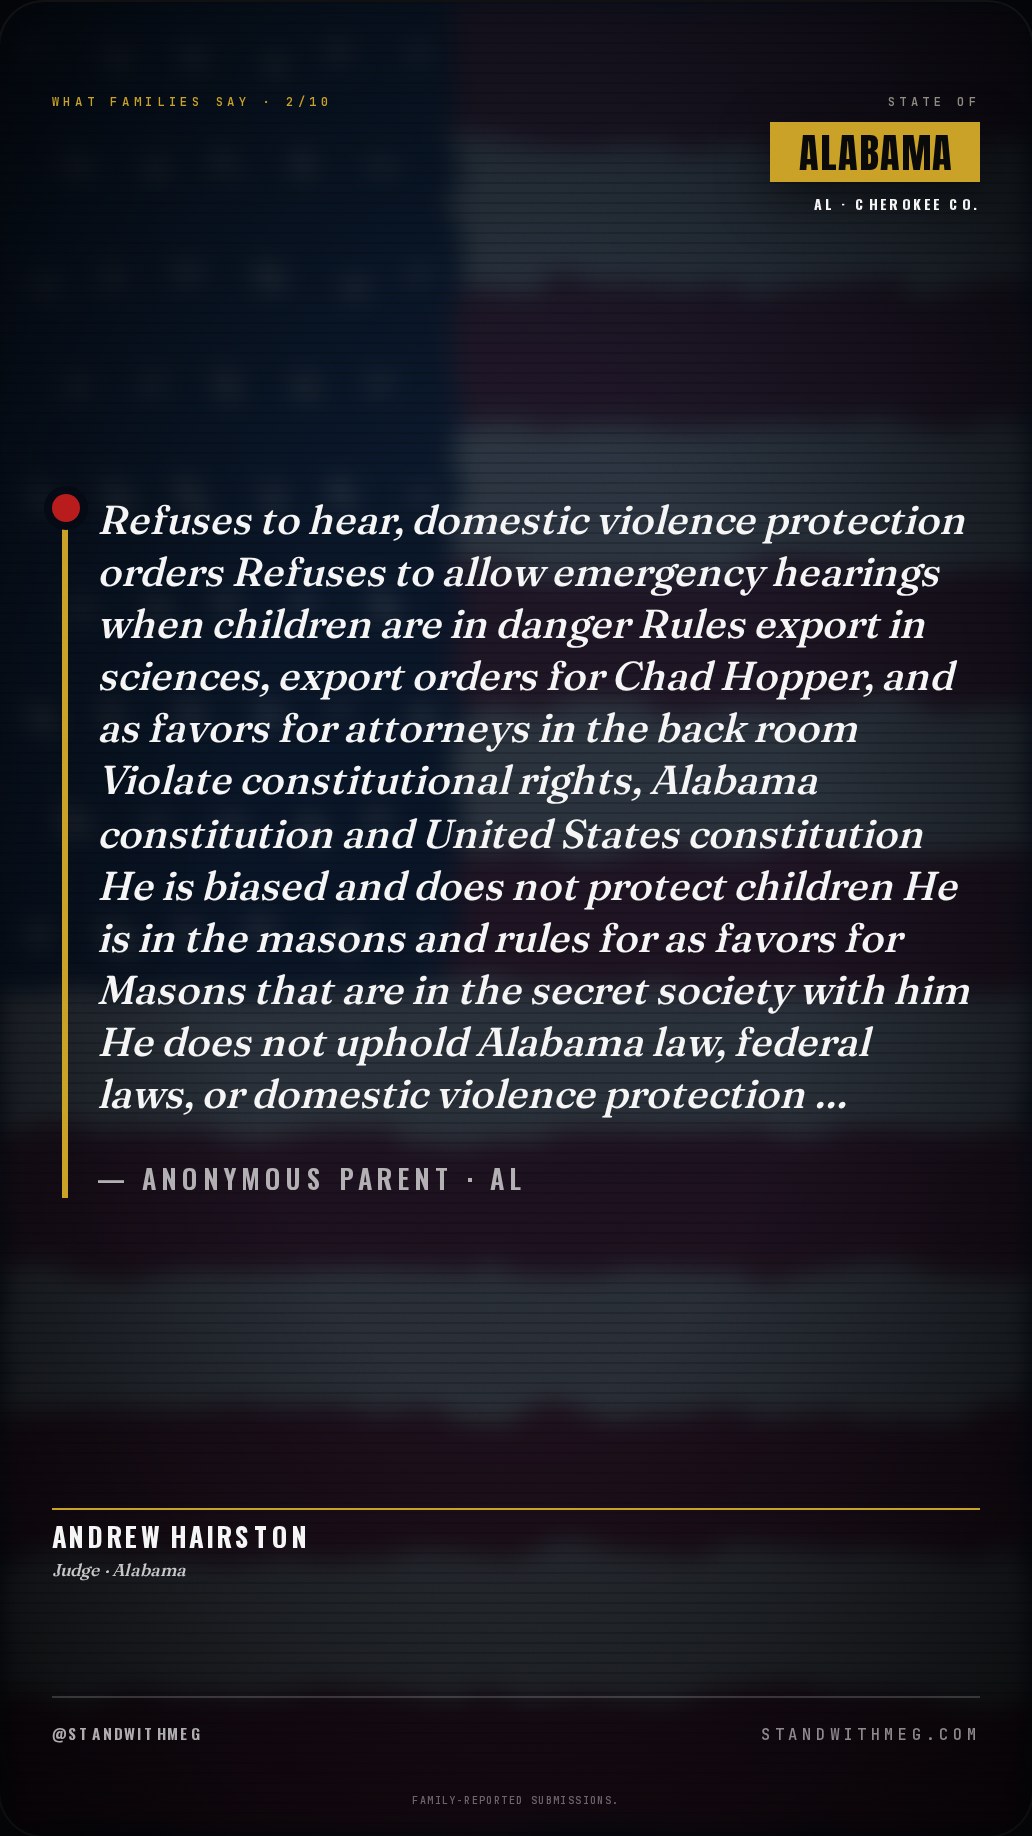 WHAT FAMILIES SAY · 2/10
STATE OF
ALABAMA
AL · CHEROKEE CO.
Refuses to hear, domestic violence protection
orders Refuses to allow emergency hearings
when children are in danger Rules export in
sciences, export orders for Chad Hopper, and
as favors for attorneys in the back room
Violate constitutional rights, Alabama
constitution and United States constitution
He is biased and does not protect children He
is in the masons and rules for as favors for
Masons that are in the secret society with him
He does not uphold Alabama law, federal
laws, or domestic violence protection ...
— ANONYMOUS PARENT · AL
ANDREW HAIRSTON
Judge · Alabama
@STANDWITHMEG
STANDWITHMEG.COM
FAMILY-REPORTED SUBMISSIONS.